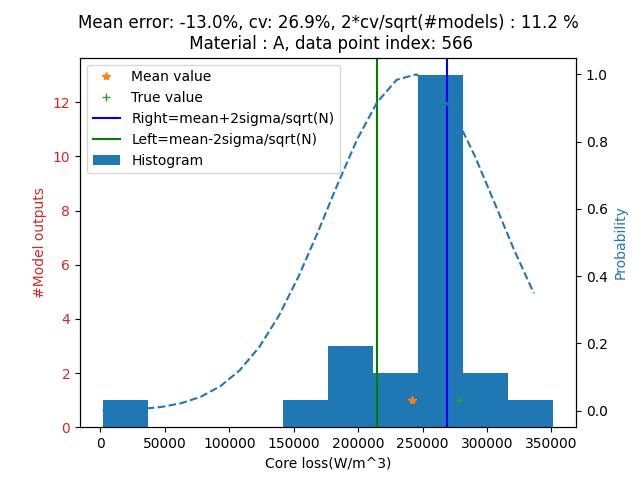 Mean error: -13.0%, cv: 26.9%, 2*cv/sqrt(#models) : 11.2 %
Material : A, data point index: 566
Mean value
True value
Right=mean+2sigma/sqrt(N)
Left=mean-2sigma/sqrt(N)
Histogram
#Model outputs
12
10
8
6
4
2
0
1.0
0.8
0.6
0.4
0.2
0.0
Probability
0 50000 100000 150000 200000 250000 300000 350000
Core loss(W/m^3)